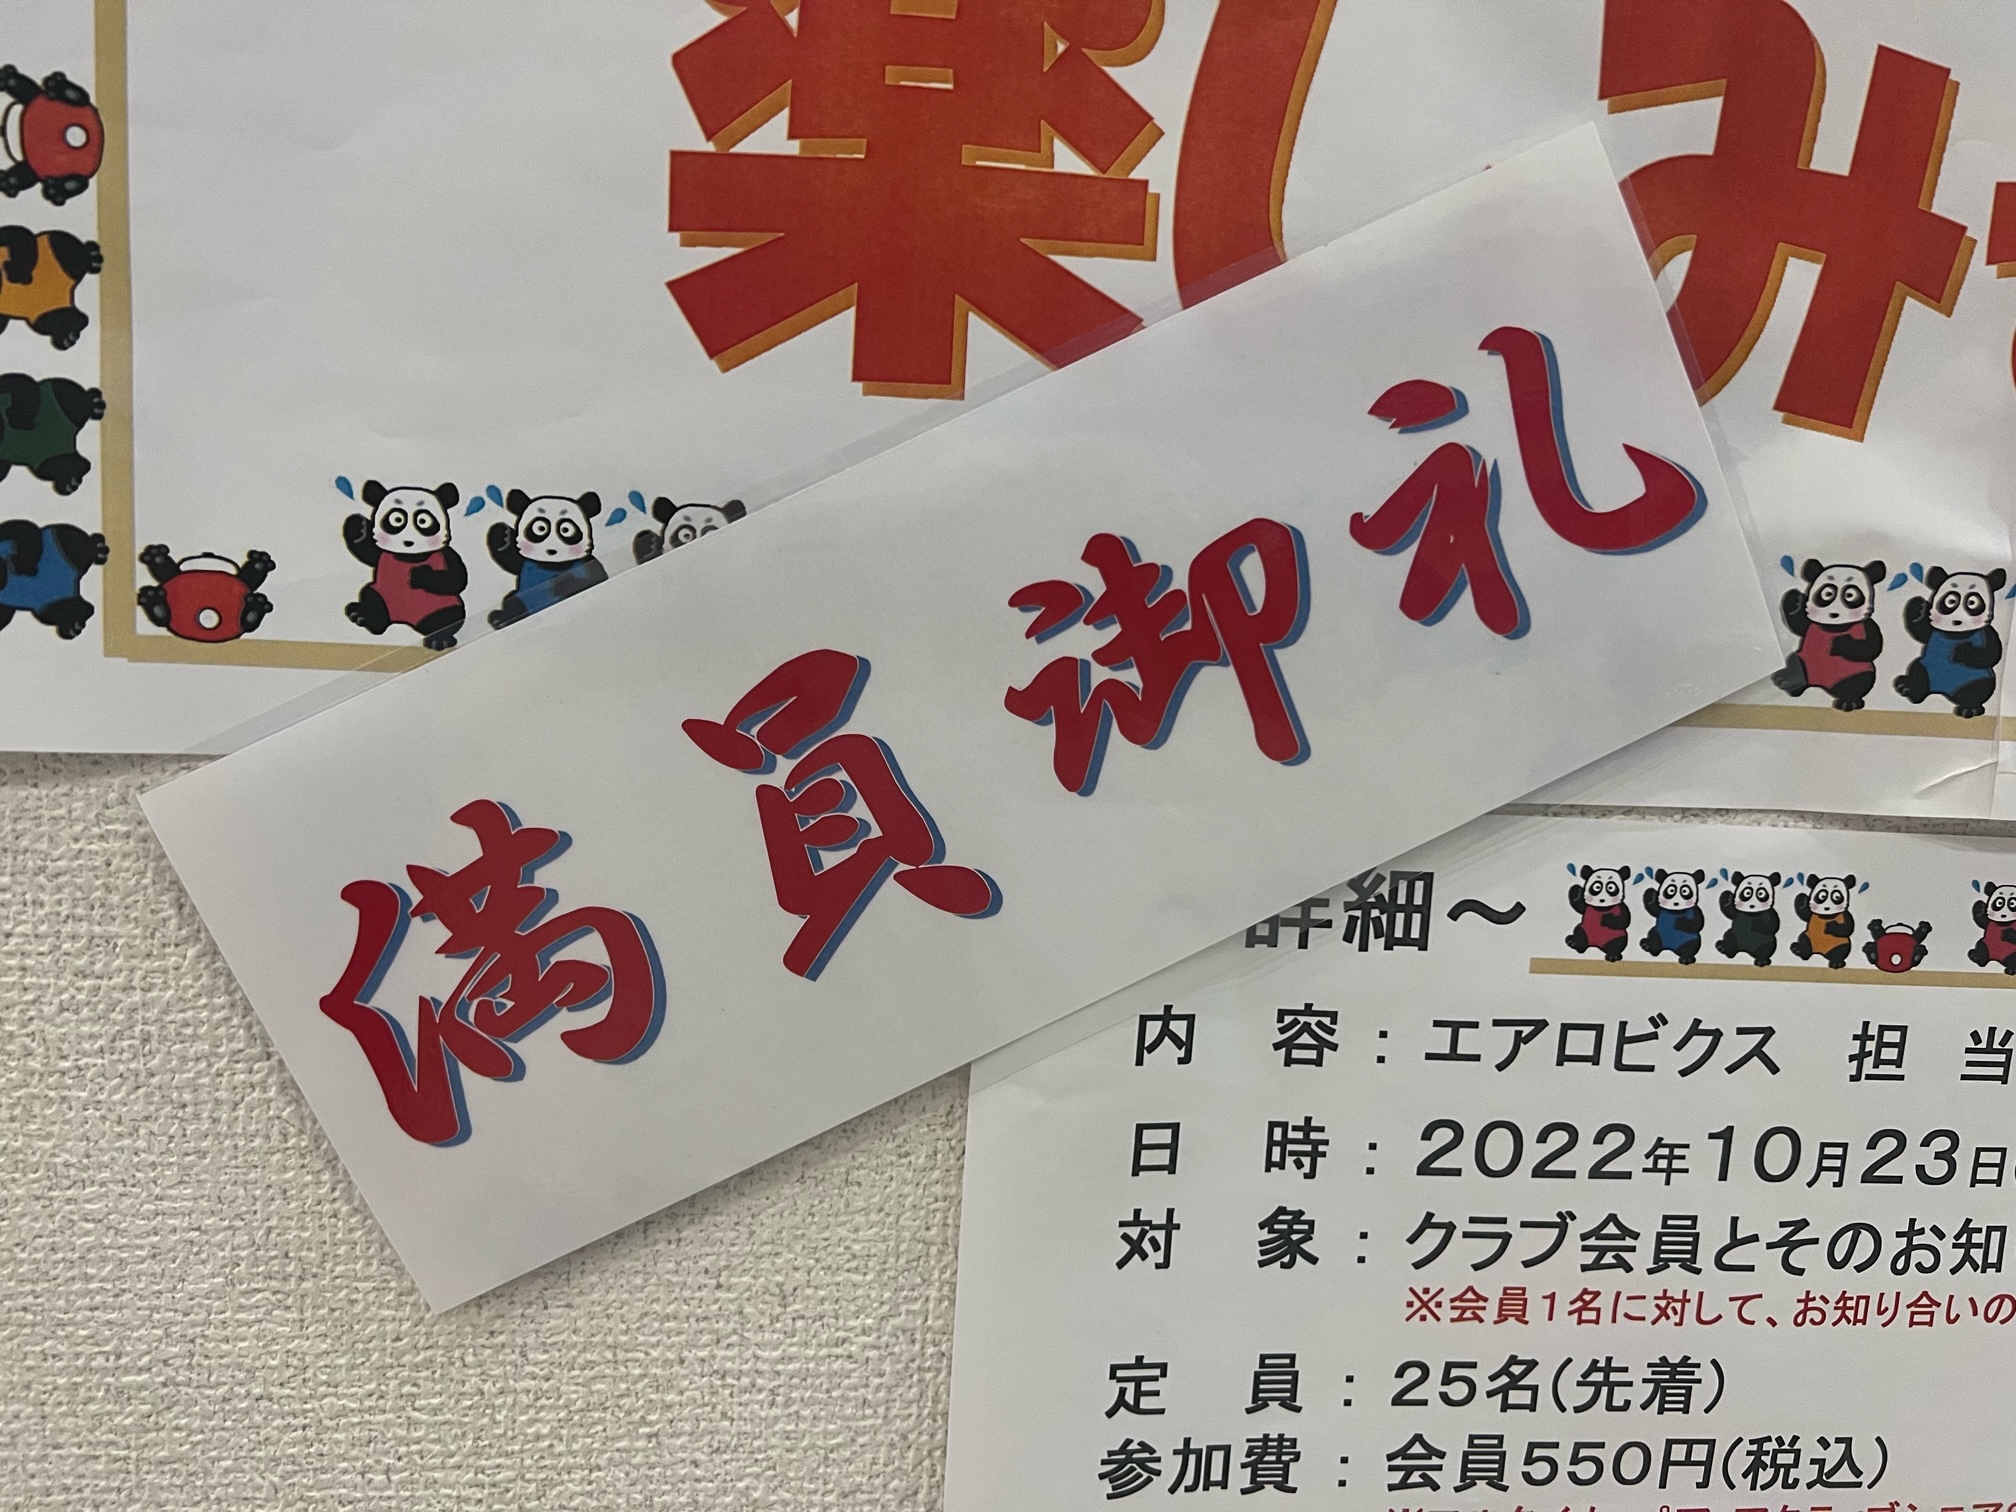 楽しみ
満員御礼
詳細～
内 容：エアロビクス 担 当
日 時：2022年10月23日
対 象：クラブ会員とそのお知
※会員1名に対して、お知り合いの
定 員：25名(先着)
参加費：会員550円(税込)